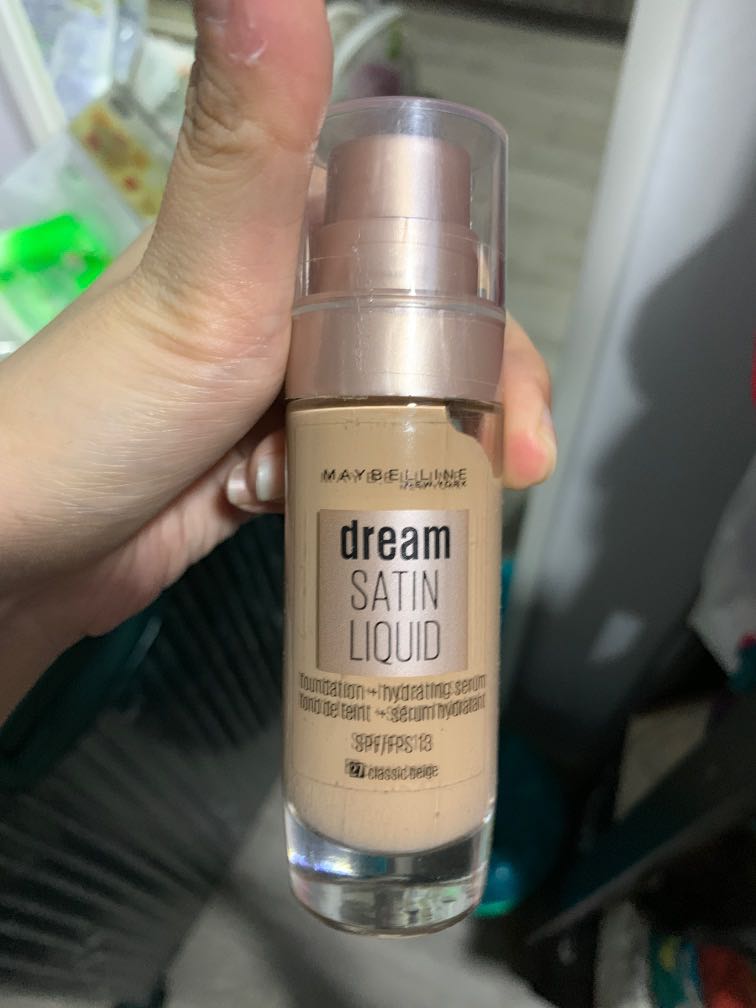 MAYBELLINE
NEW YORK
dream
SATIN
LIQUID
foundation + hydrating serum
fond de teint + sérum hydratant
SPF/FPS 13
27 classic beige